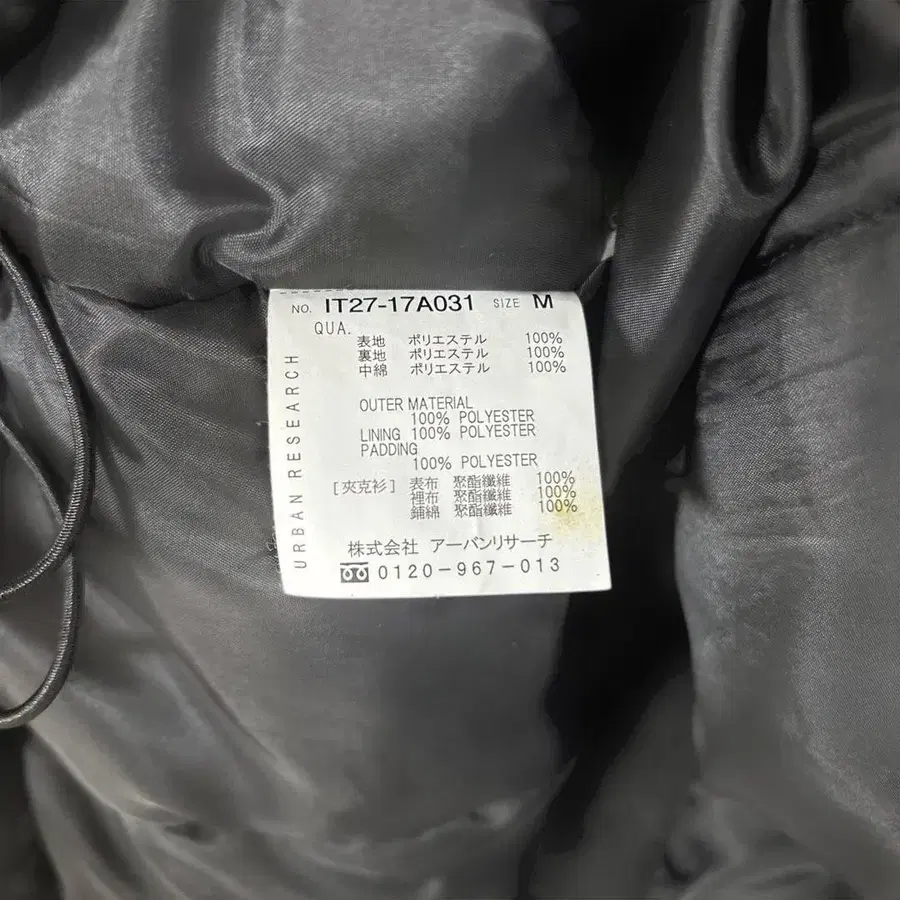 NO. IT27-17A031 SIZE M
QUA.
表地 ポリエステル 100%
裏地 ポリエステル 100%
中綿 ポリエステル 100%
OUTER MATERIAL
100% POLYESTER
LINING 100% POLYESTER
PADDING
100% POLYESTER
[夾克衫] 表布 聚酯纖維 100%
裡布 聚酯纖維 100%
鋪綿 聚酯纖維 100%
株式会社 アーバンリサーチ
0120-967-013
URBAN RESEARCH